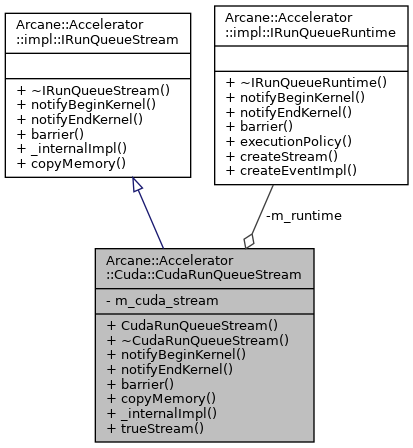 Arcane::Accelerator
::impl::IRunQueueStream
+ ~IRunQueueStream()
+ notifyBeginKernel()
+ notifyEndKernel()
+ barrier()
+ _internalImpl()
+ copyMemory()
Arcane::Accelerator
::impl::IRunQueueRuntime
+ ~IRunQueueRuntime()
+ notifyBeginKernel()
+ notifyEndKernel()
+ barrier()
+ executionPolicy()
+ createStream()
+ createEventImpl()
-m_runtime
Arcane::Accelerator
::Cuda::CudaRunQueueStream
- m_cuda_stream
+ CudaRunQueueStream()
+ ~CudaRunQueueStream()
+ notifyBeginKernel()
+ notifyEndKernel()
+ barrier()
+ copyMemory()
+ _internalImpl()
+ trueStream()